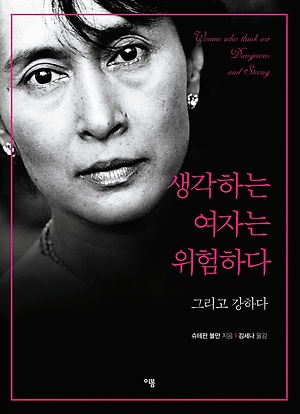 Women who think are
Dangerous
and Strong
생각하는
여자는
위험하다
그리고 강하다
슈테판 볼만 지음 | 김세나 옮김
이봄